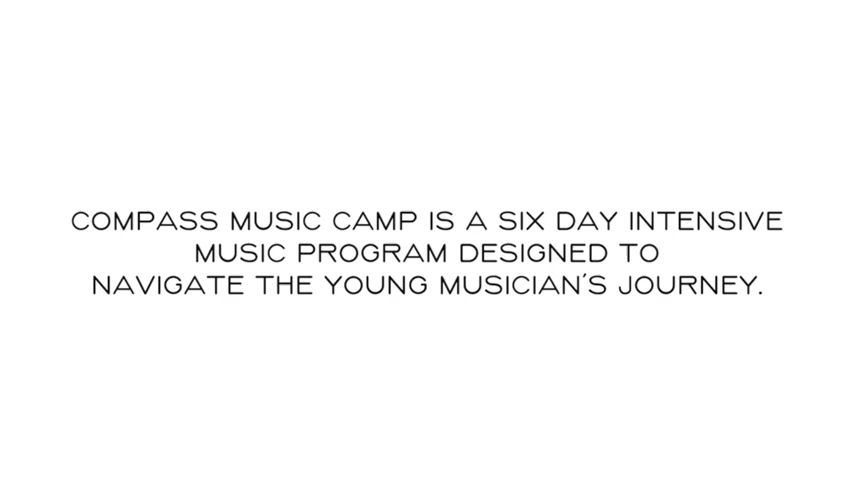 COMPASS MUSIC CAMP IS A SIX DAY INTENSIVE
MUSIC PROGRAM DESIGNED TO
NAVIGATE THE YOUNG MUSICIAN'S JOURNEY.